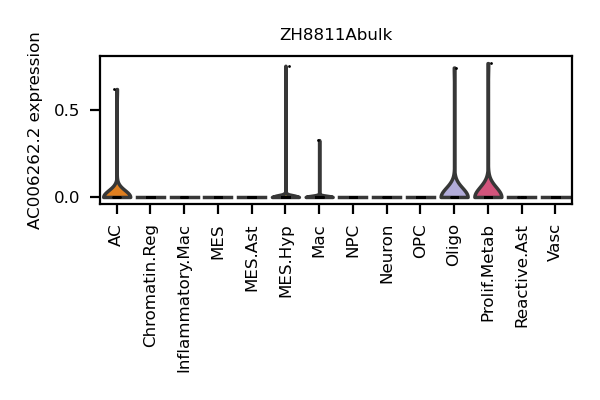 ZH8811Abulk
AC006262.2 expression
0.5
0.0
AC
Chromatin.Reg
Inflammatory.Mac
MES
MES.Ast
MES.Hyp
Mac
NPC
Neuron
OPC
Oligo
Prolif.Metab
Reactive.Ast
Vasc